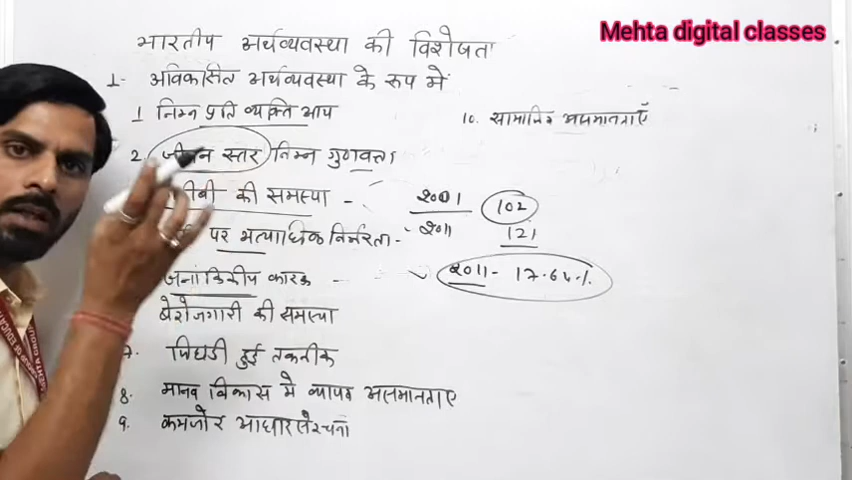 Mehta digital classes
भारतीय अर्थव्यवस्था की विशेषता
1- अविकसित अर्थव्यवस्था के रूप में
1 निम्न प्रति व्यक्ति आय
10. सामाजिक असमानताएँ
2. जीवन स्तर निम्न गुणवत्ता
की समस्या -
2001 102
पर अत्याधिक निर्भरता -
2011 121
जनांकिकीय कारक -
2011 - 17.64%
बेरोजगारी की समस्या
7. पिछडी हुई तकनीक
8. मानव विकास मे व्यापक असमानताए
9. कमजोर आधारसंरचना